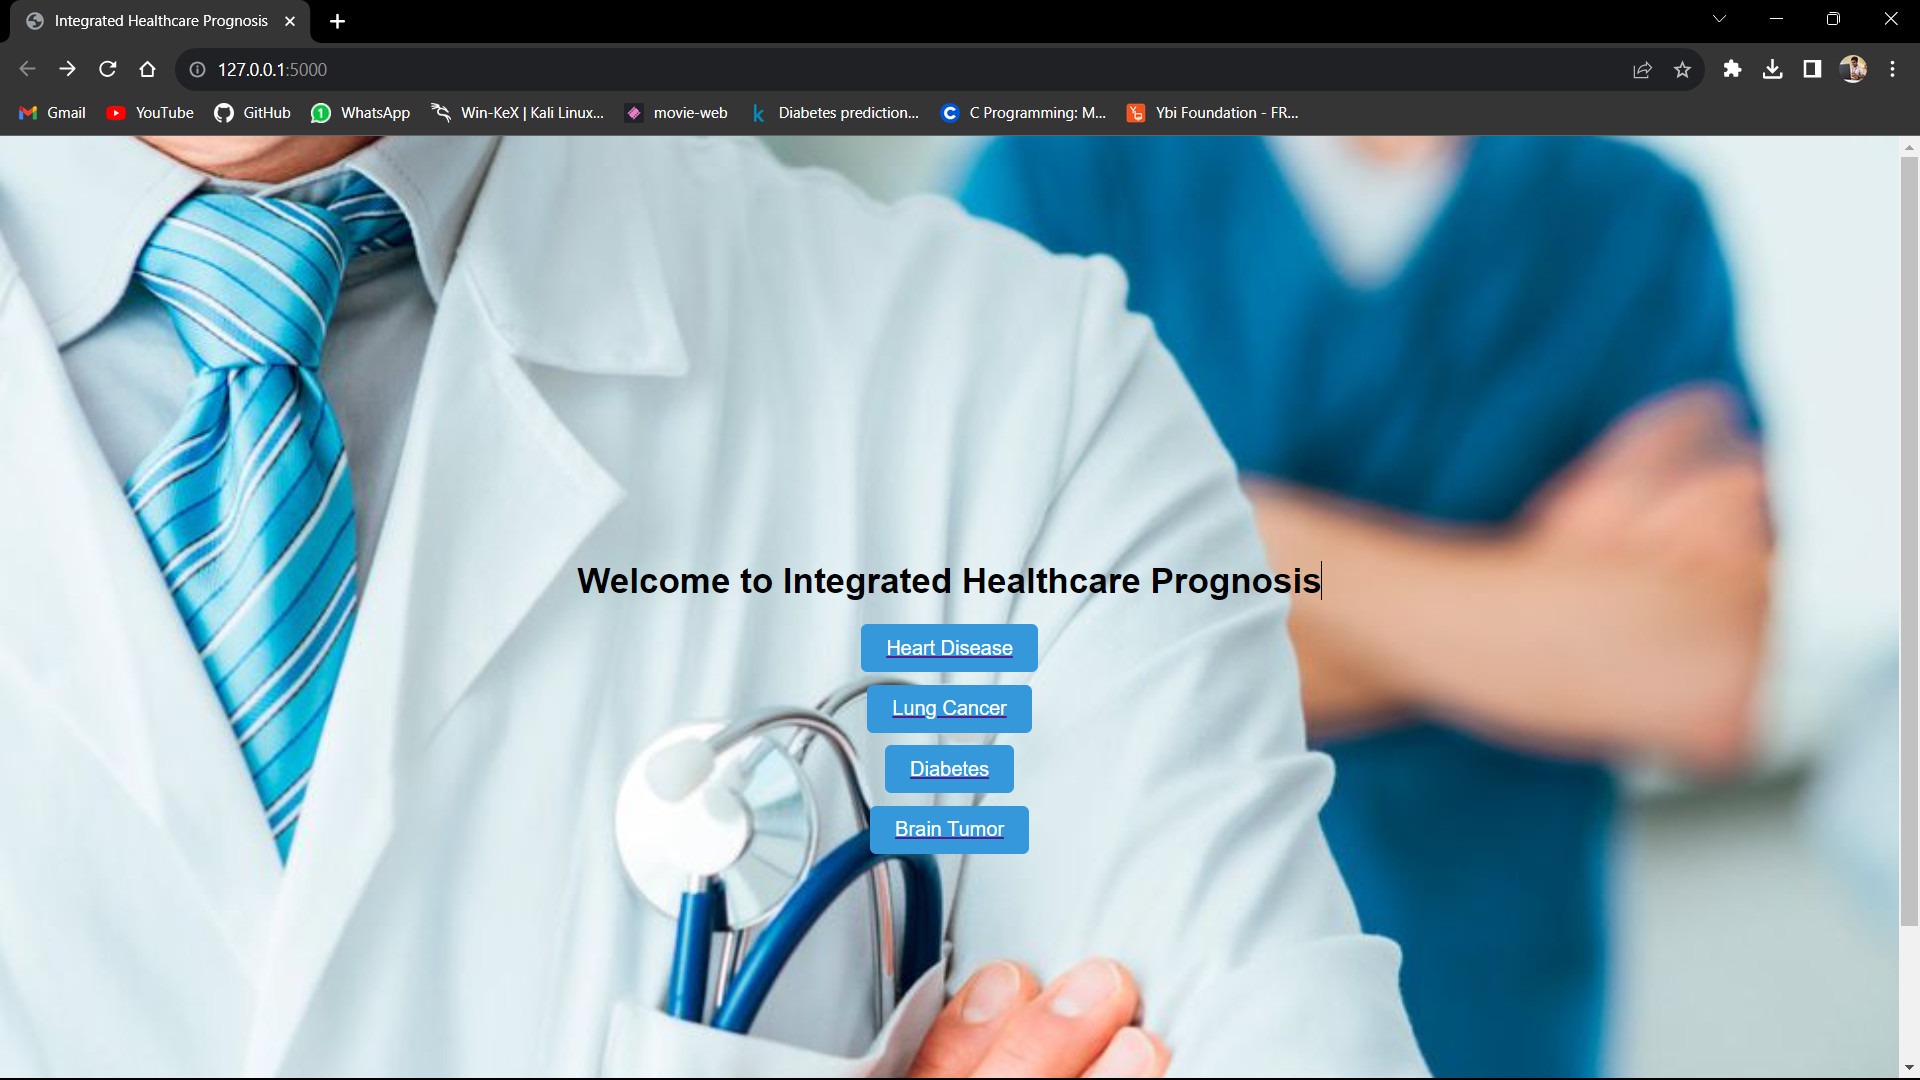 Integrated Healthcare Prognosis
127.0.0.1:5000
Gmail YouTube GitHub WhatsApp Win-KeX | Kali Linux... movie-web Diabetes prediction... C Programming: M... Ybi Foundation - FR...
Welcome to Integrated Healthcare Prognosis
Heart Disease
Lung Cancer
Diabetes
Brain Tumor